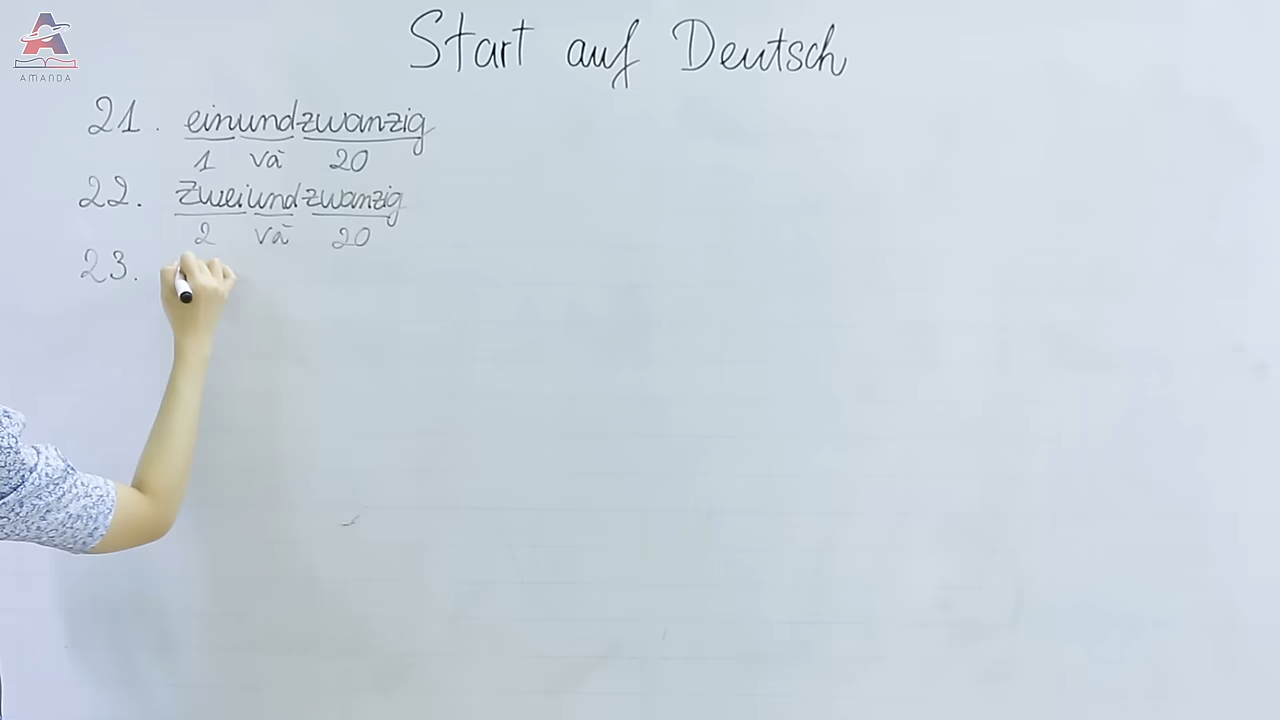 AMANDA
Start auf Deutsch
21. einundzwanzig
1 và 20
22. zweiundzwanzig
2 và 20
23.